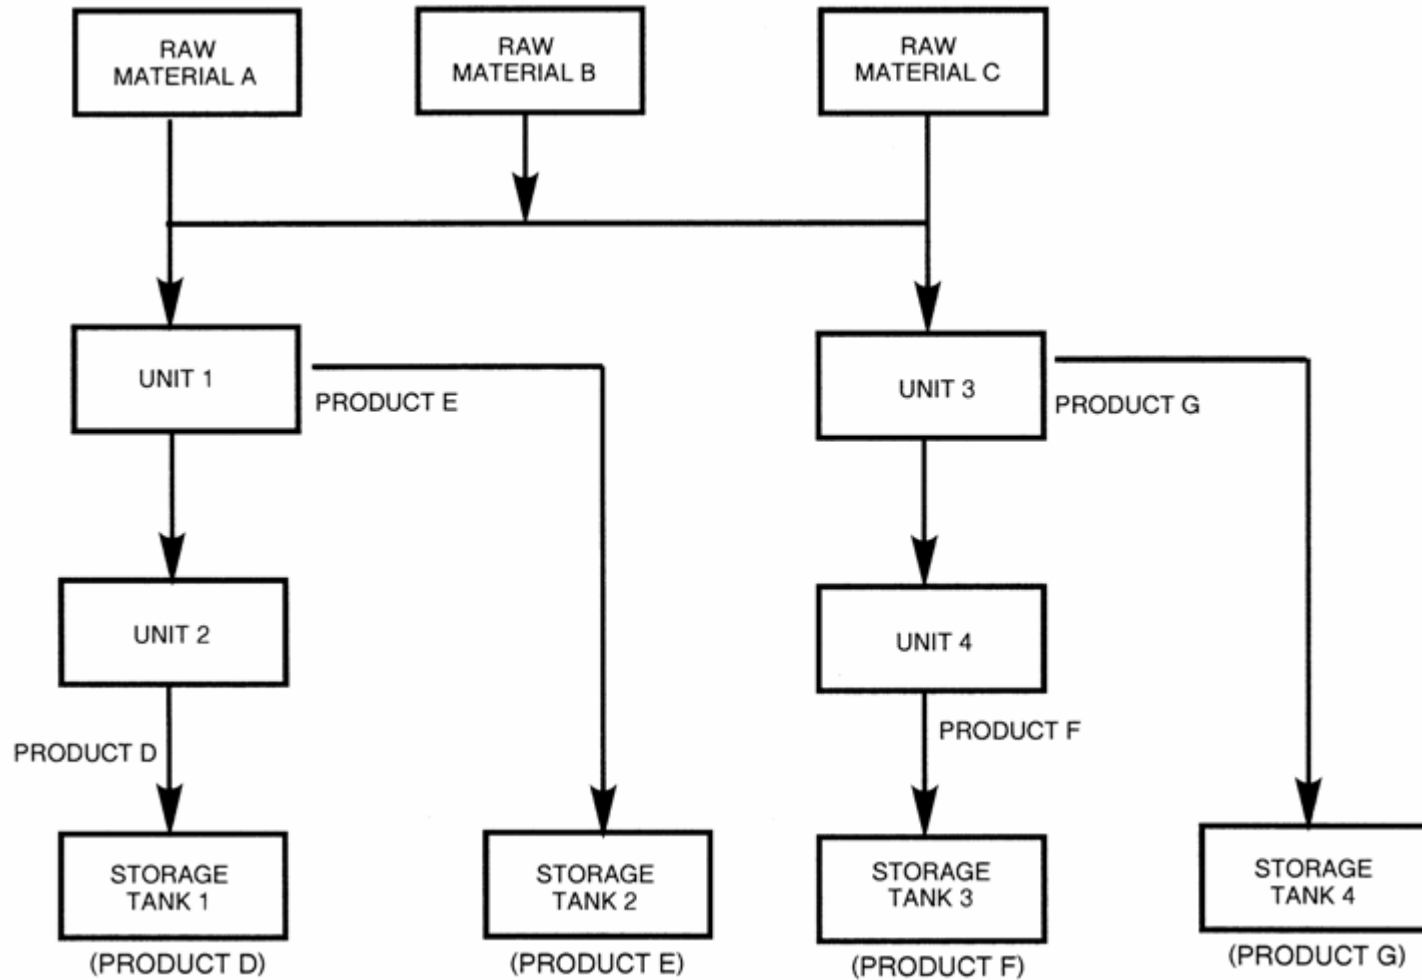 RAW
MATERIAL A
RAW
MATERIAL B
RAW
MATERIAL C
UNIT 1
PRODUCT E
UNIT 3
PRODUCT G
UNIT 2
UNIT 4
PRODUCT D
PRODUCT F
STORAGE
TANK 1
(PRODUCT D)
STORAGE
TANK 2
(PRODUCT E)
STORAGE
TANK 3
(PRODUCT F)
STORAGE
TANK 4
(PRODUCT G)